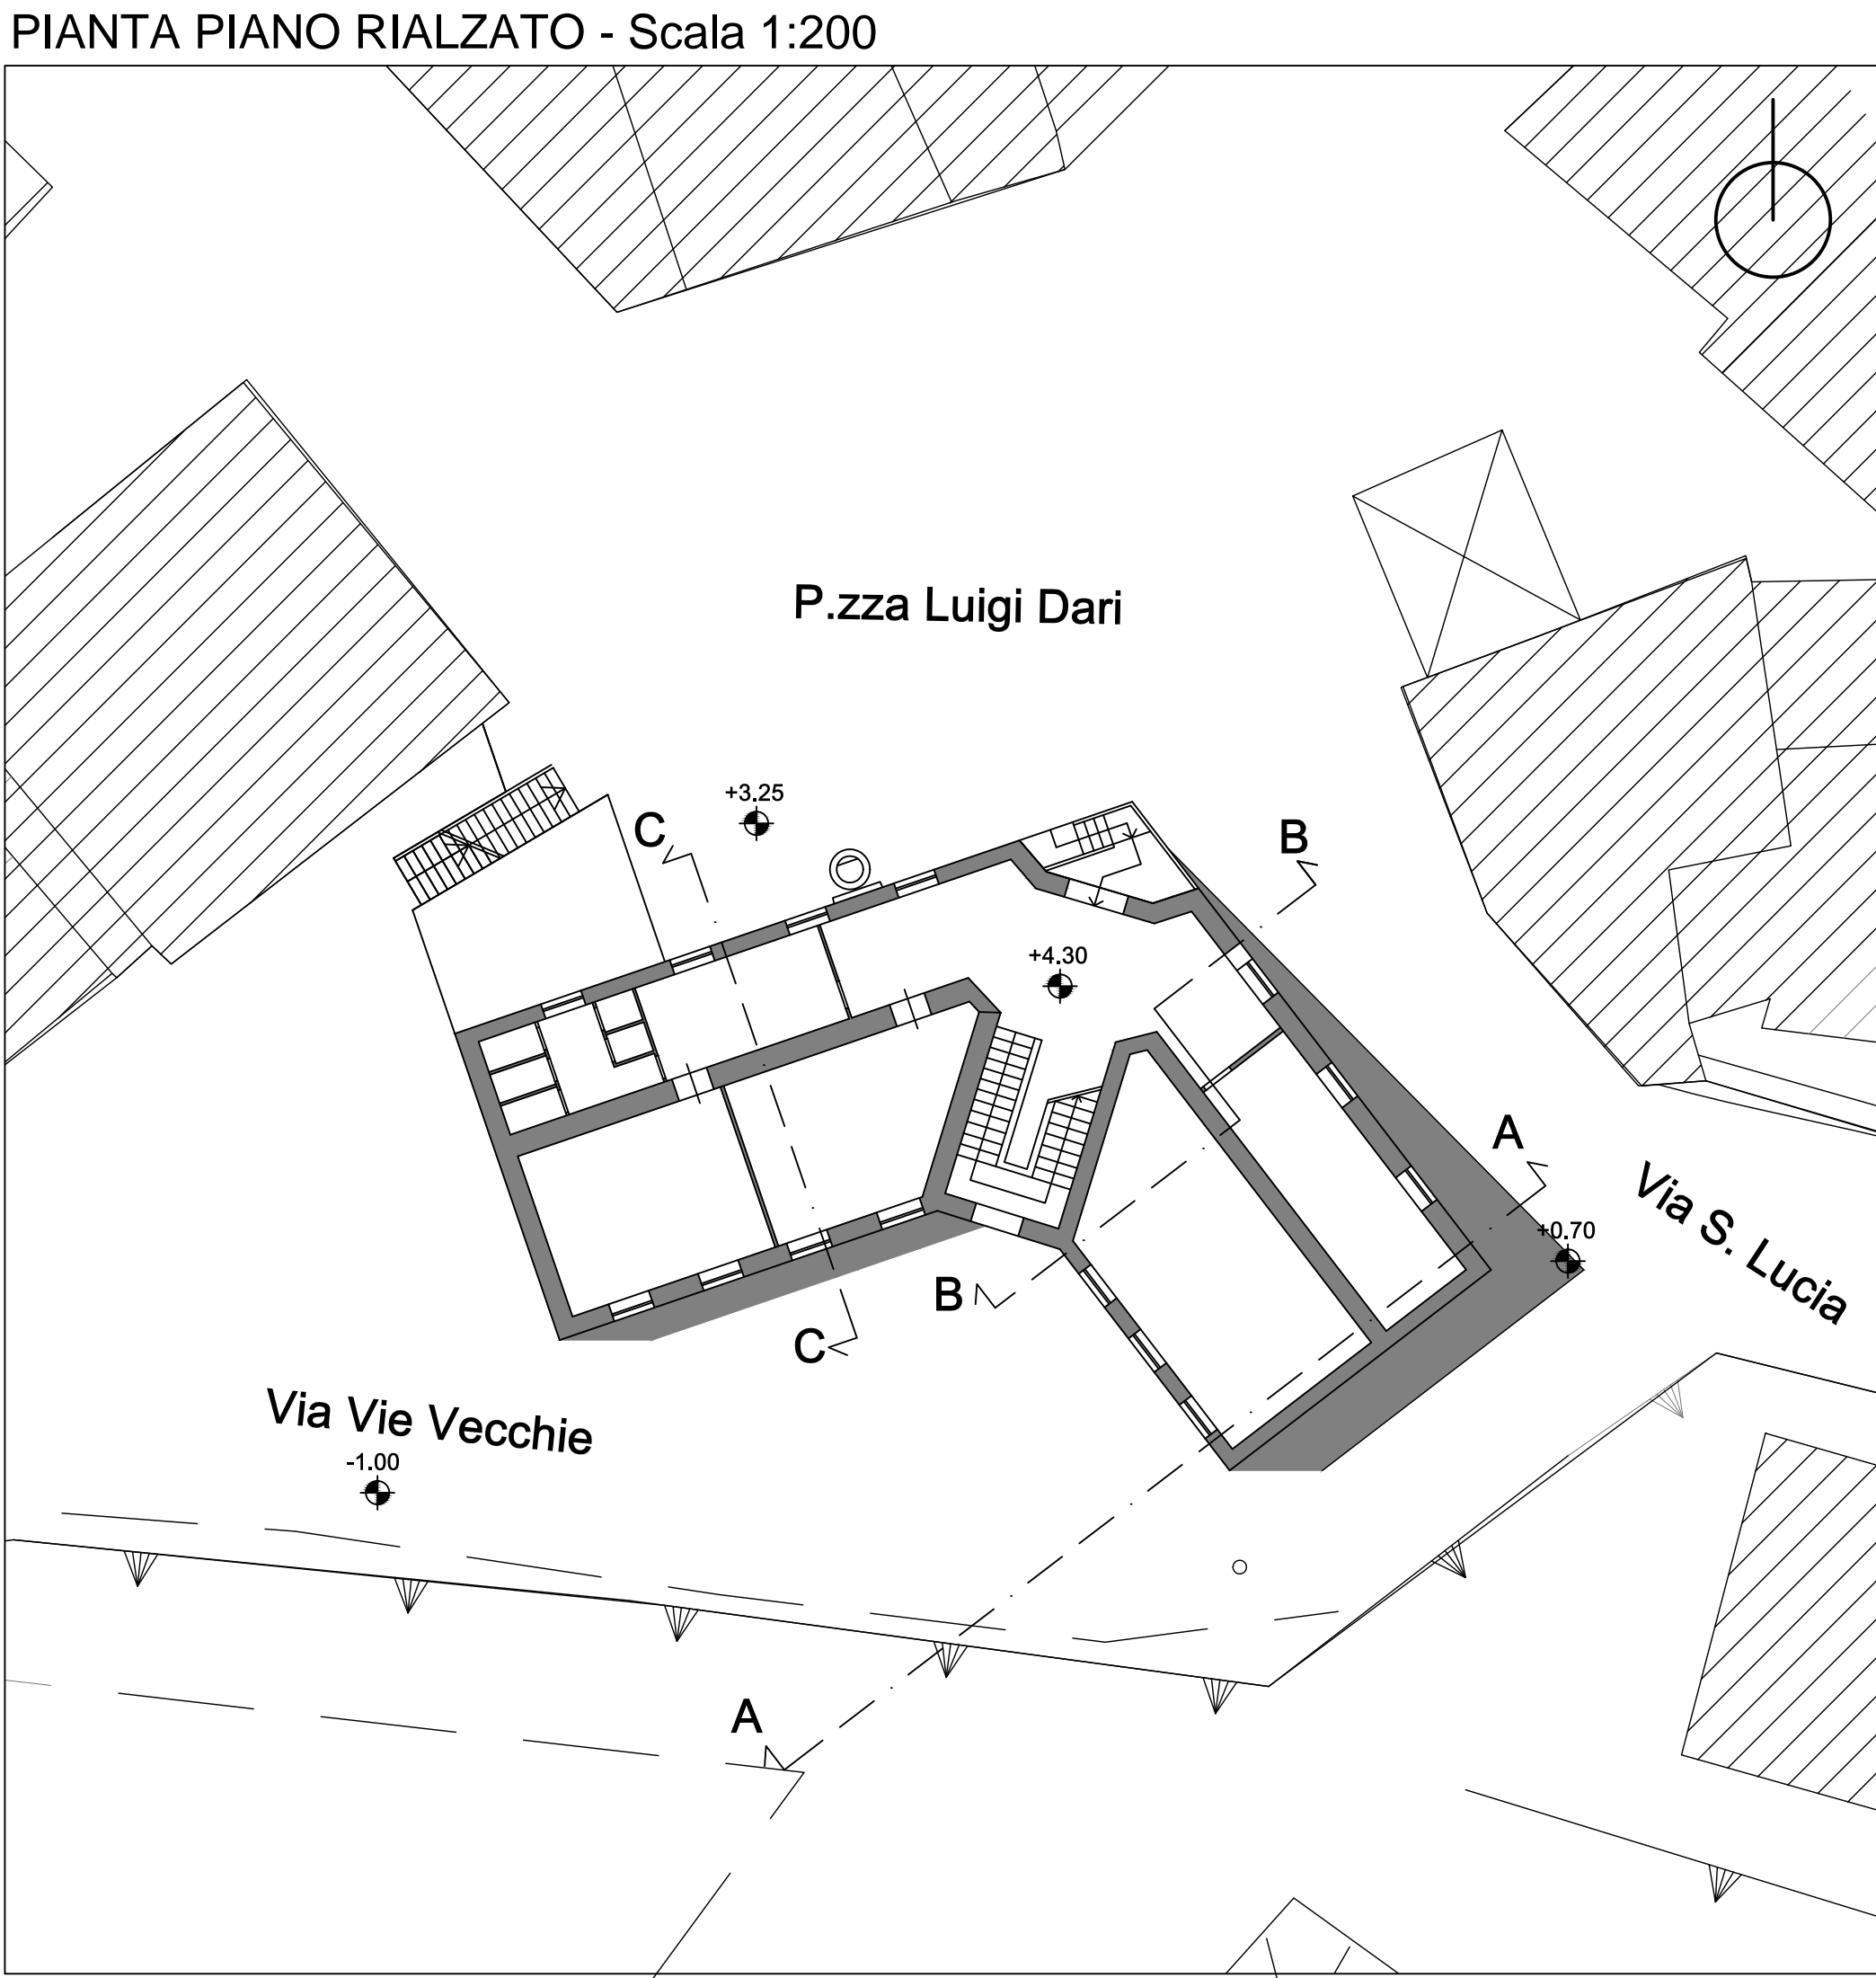 PIANTA PIANO RIALZATO - Scala 1:200
P.zza Luigi Dari
+3.25
C
B
+4.30
A
Via S. Lucia
+0.70
B
C
Via Vie Vecchie
-1.00
A